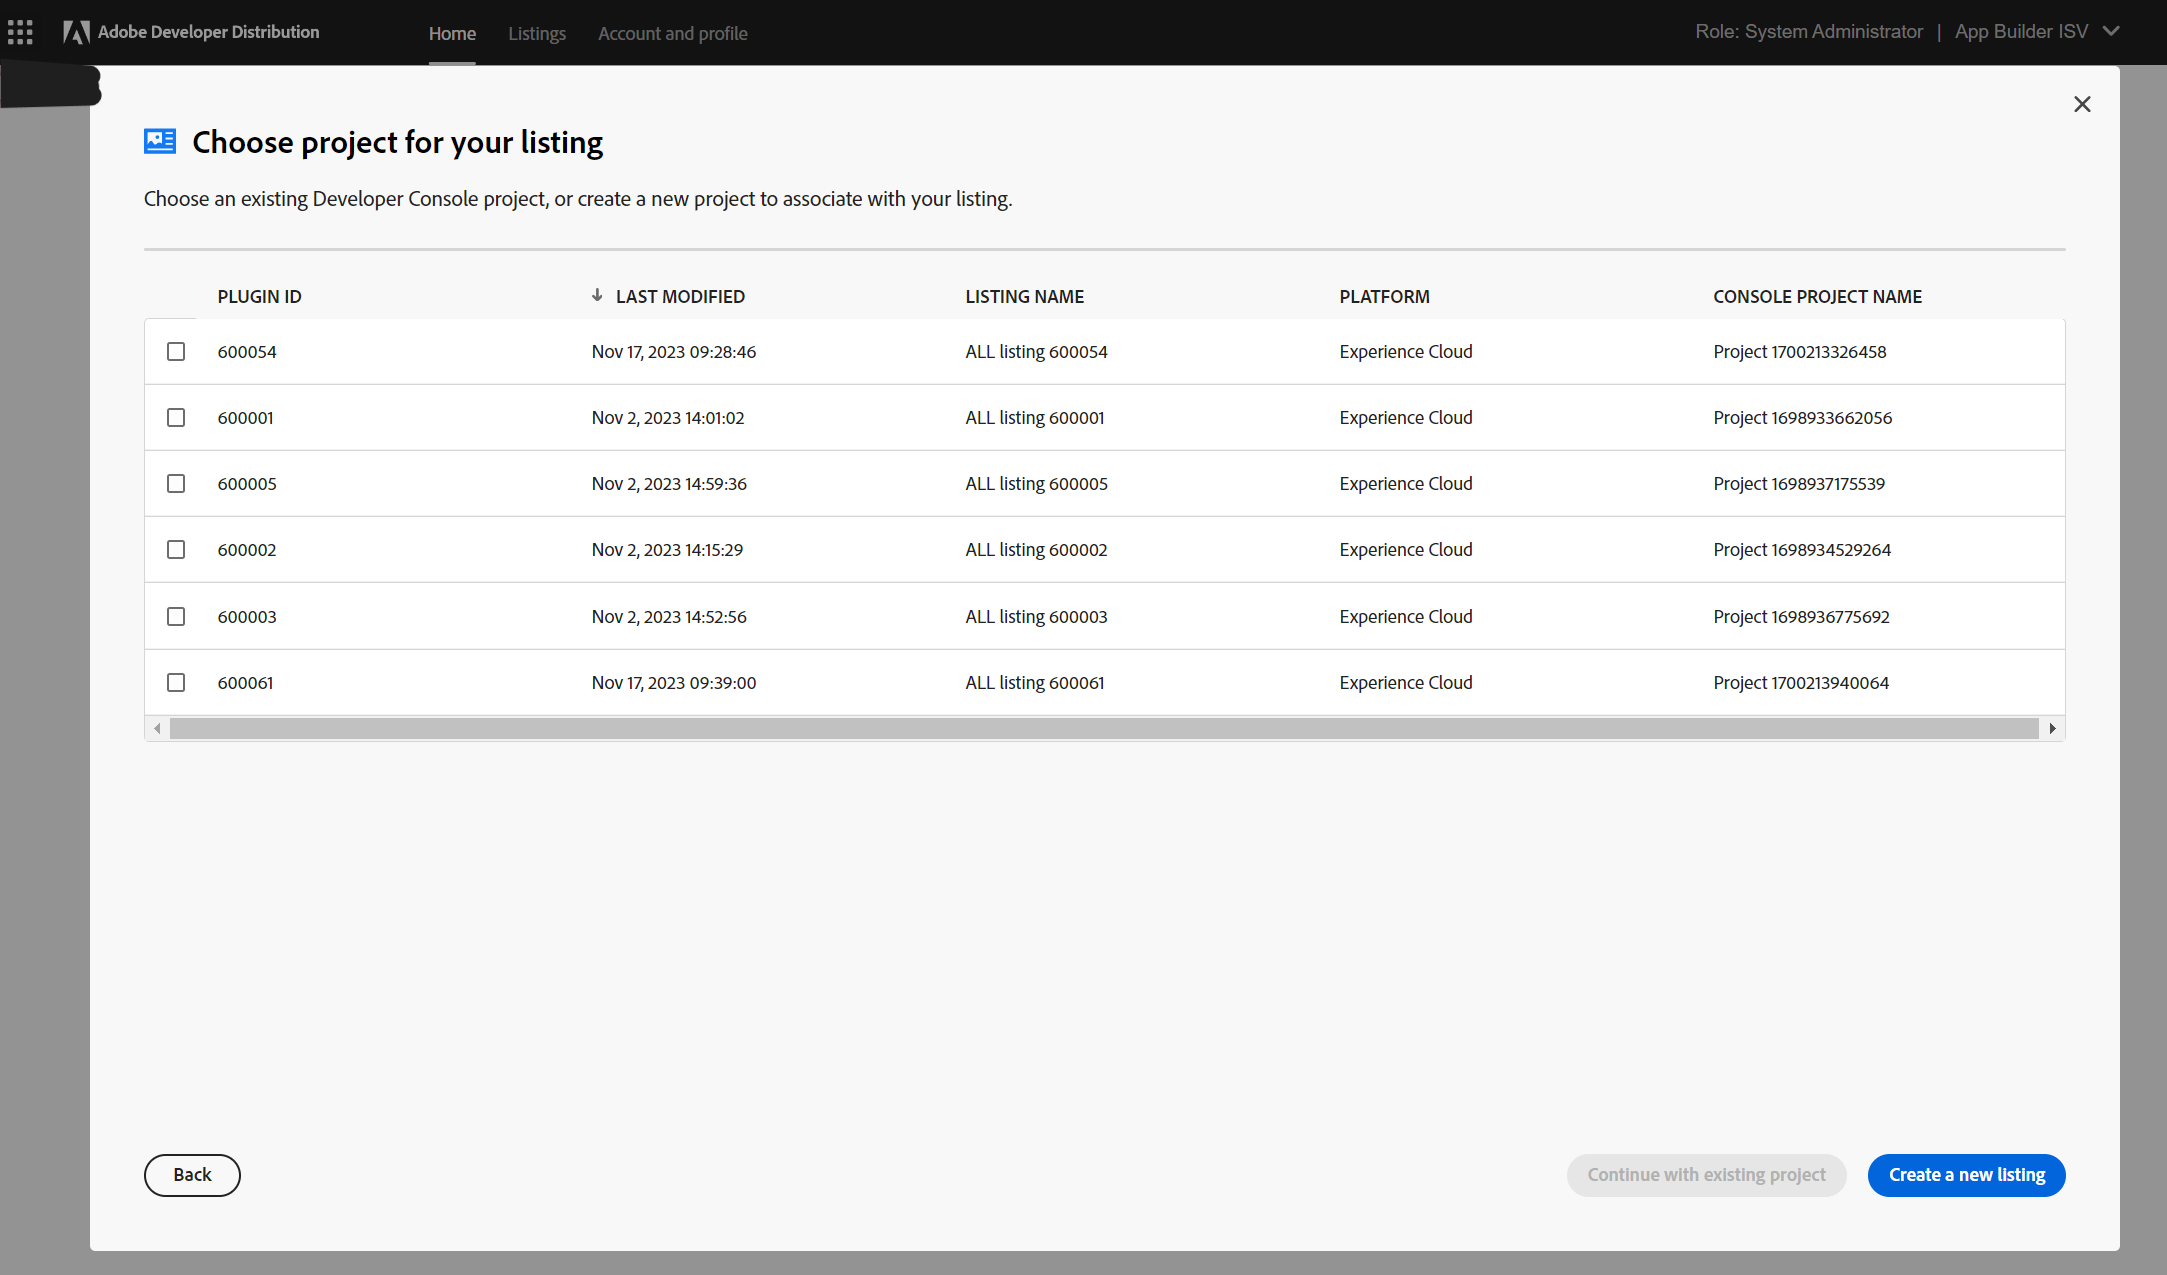 Adobe Developer Distribution Home Listings Account and profile Role: System Administrator | App Builder ISV
Choose project for your listing
Choose an existing Developer Console project, or create a new project to associate with your listing.
PLUGIN ID LAST MODIFIED LISTING NAME PLATFORM CONSOLE PROJECT NAME
600054 Nov 17, 2023 09:28:46 ALL listing 600054 Experience Cloud Project 1700213326458
600001 Nov 2, 2023 14:01:02 ALL listing 600001 Experience Cloud Project 1698933662056
600005 Nov 2, 2023 14:59:36 ALL listing 600005 Experience Cloud Project 1698937175539
600002 Nov 2, 2023 14:15:29 ALL listing 600002 Experience Cloud Project 1698934529264
600003 Nov 2, 2023 14:52:56 ALL listing 600003 Experience Cloud Project 1698936775692
600061 Nov 17, 2023 09:39:00 ALL listing 600061 Experience Cloud Project 1700213940064
Back Continue with existing project Create a new listing